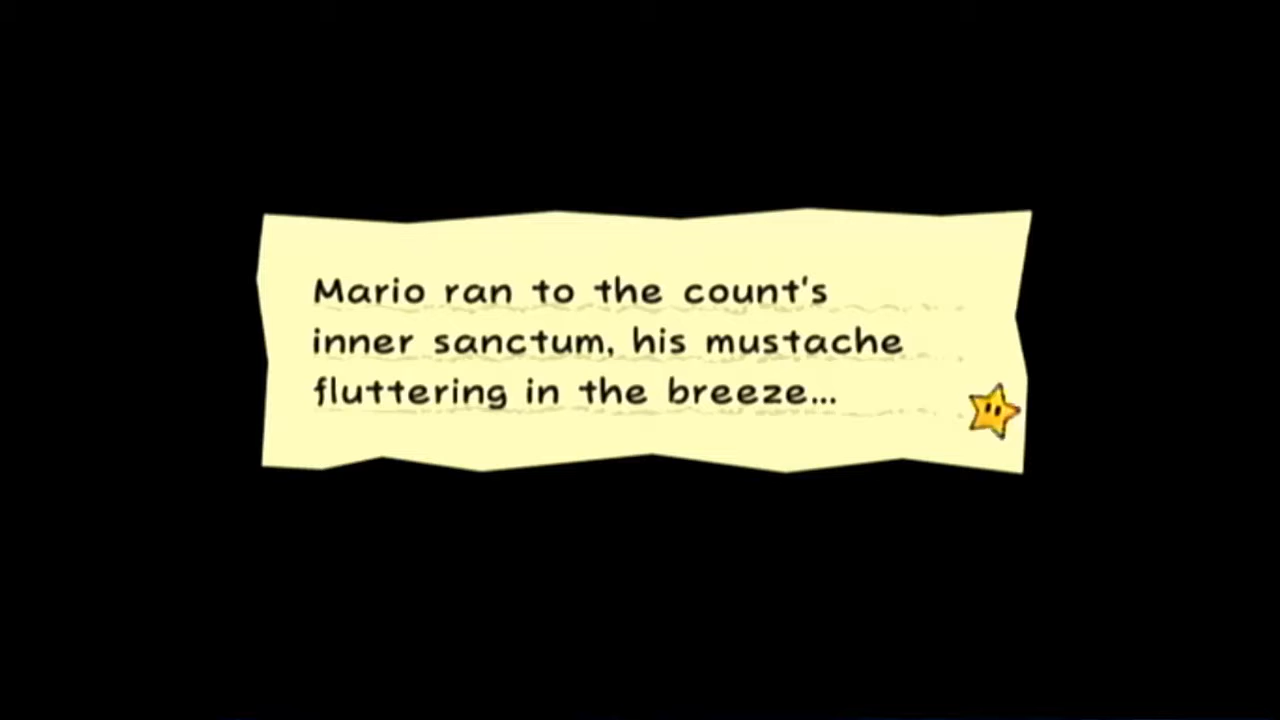 Mario ran to the count's
inner sanctum, his mustache
fluttering in the breeze...